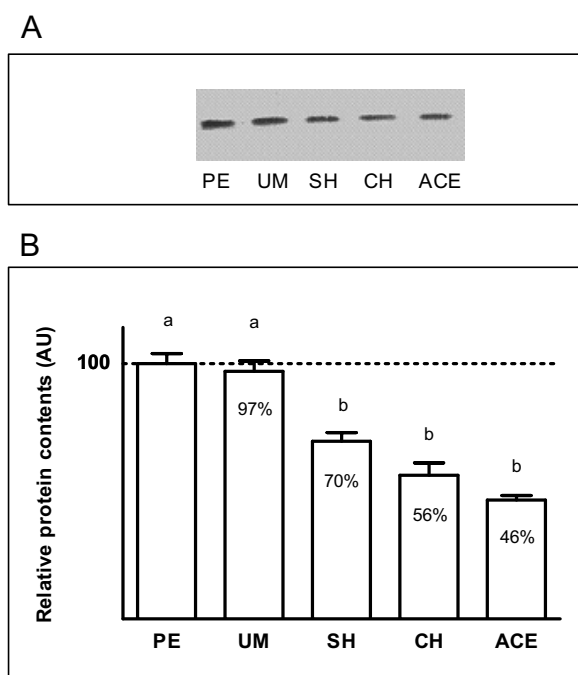 A
PE UM SH CH ACE
B
Relative protein contents (AU)
100
a a b b b
97% 70% 56% 46%
PE UM SH CH ACE